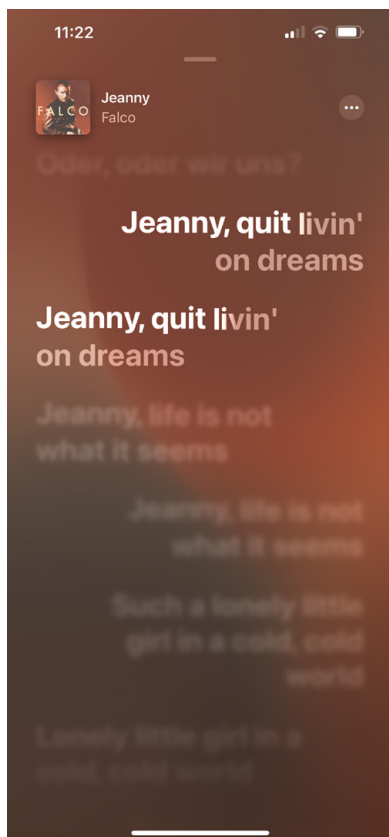 11:22
FALCO
Jeanny
Falco
Oder, oder wir uns?
Jeanny, quit livin'
on dreams
Jeanny, quit livin'
on dreams
Jeanny, life is not
what it seems
Jeanny, life is not
what it seems
Such a lonely little
girl in a cold, cold
world
Lonely little girl in a
cold, cold world